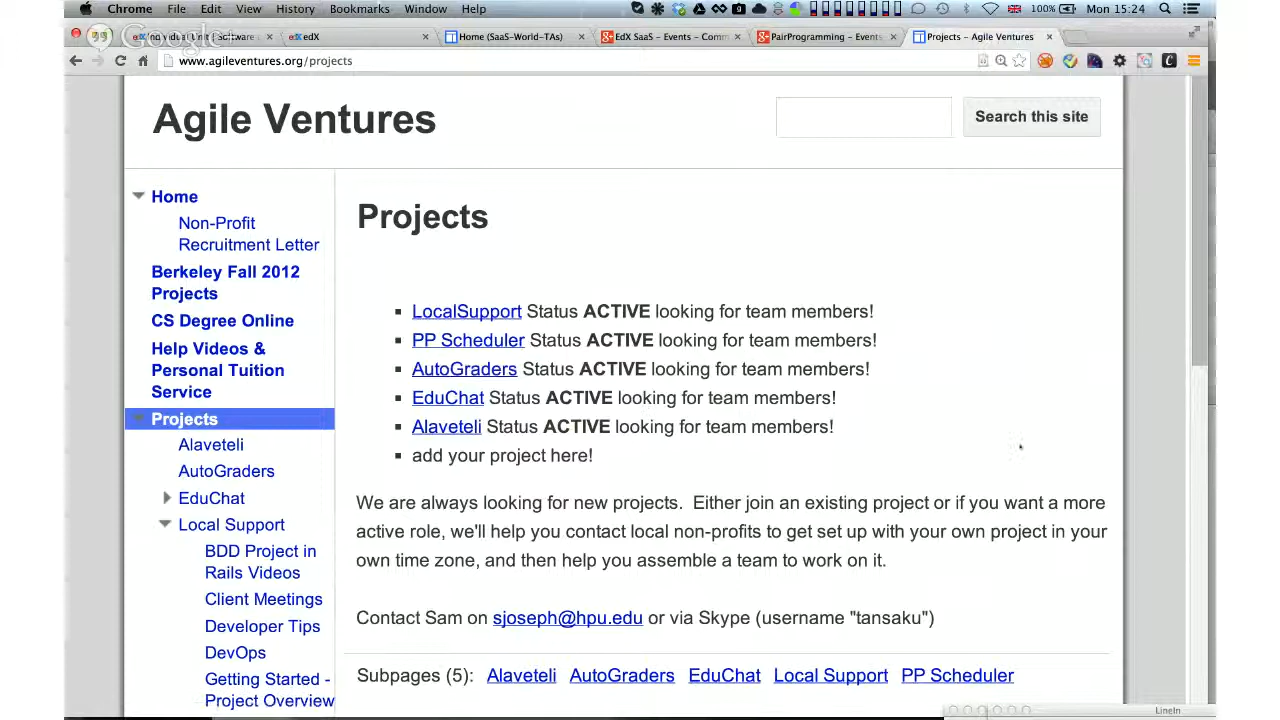 Chrome File Edit View History Bookmarks Window Help 100% Mon 15:24
Google
edX Home (SaaS-World-TAs) EdX SaaS - Events - Comm PairProgramming - Events Projects - Agile Ventures
www.agileventures.org/projects
Agile Ventures
Search this site
Home
Non-Profit
Recruitment Letter
Berkeley Fall 2012
Projects
CS Degree Online
Help Videos &
Personal Tuition
Service
Projects
Alaveteli
AutoGraders
EduChat
Local Support
BDD Project in
Rails Videos
Client Meetings
Developer Tips
DevOps
Getting Started -
Project Overview
Projects
LocalSupport Status ACTIVE looking for team members!
PP Scheduler Status ACTIVE looking for team members!
AutoGraders Status ACTIVE looking for team members!
EduChat Status ACTIVE looking for team members!
Alaveteli Status ACTIVE looking for team members!
add your project here!
We are always looking for new projects. Either join an existing project or if you want a more
active role, we'll help you contact local non-profits to get set up with your own project in your
own time zone, and then help you assemble a team to work on it.
Contact Sam on sjoseph@hpu.edu or via Skype (username "tansaku")
Subpages (5): Alaveteli AutoGraders EduChat Local Support PP Scheduler
LineIn